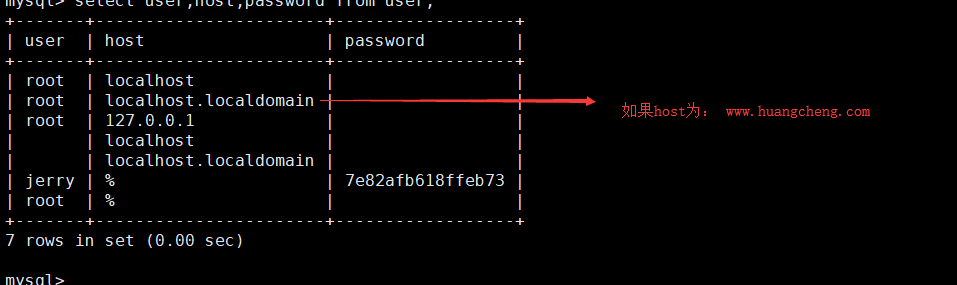 mysql> select user,host,password from user;
+-------+-----------------------+------------------+
| user  | host                  | password         |
+-------+-----------------------+------------------+
| root  | localhost             |                  |
| root  | localhost.localdomain |                  |
| root  | 127.0.0.1             |                  |
|       | localhost             |                  |
|       | localhost.localdomain |                  |
| jerry | %                     | 7e82afb618ffeb73 |
| root  | %                     |                  |
+-------+-----------------------+------------------+
7 rows in set (0.00 sec)
mysql>
如果host为: www.huangcheng.com